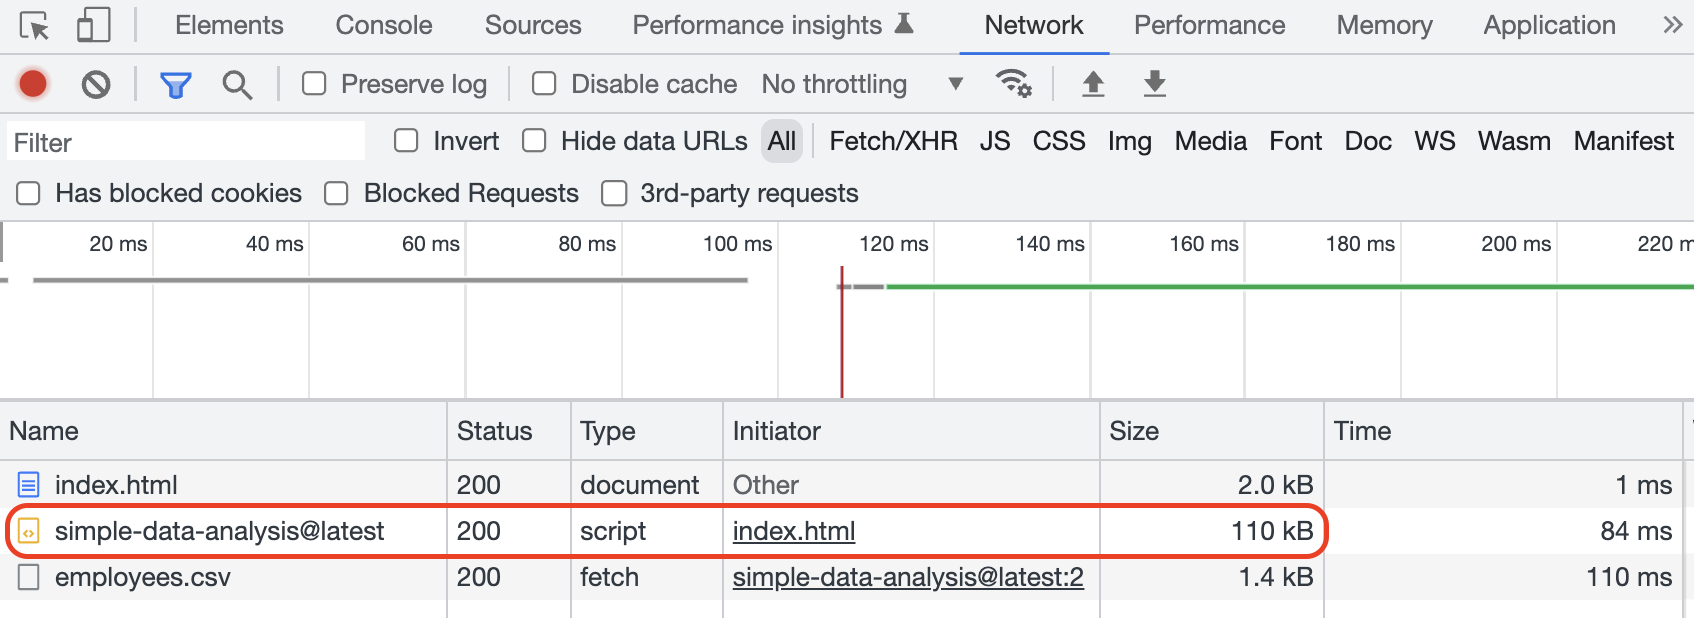 Elements Console Sources Performance insights Network Performance Memory Application
Preserve log Disable cache No throttling
Filter Invert Hide data URLs All Fetch/XHR JS CSS Img Media Font Doc WS Wasm Manifest
Has blocked cookies Blocked Requests 3rd-party requests
20 ms 40 ms 60 ms 80 ms 100 ms 120 ms 140 ms 160 ms 180 ms 200 ms 220 m
Name Status Type Initiator Size Time
index.html 200 document Other 2.0 kB 1 ms
simple-data-analysis@latest 200 script index.html 110 kB 84 ms
employees.csv 200 fetch simple-data-analysis@latest:2 1.4 kB 110 ms